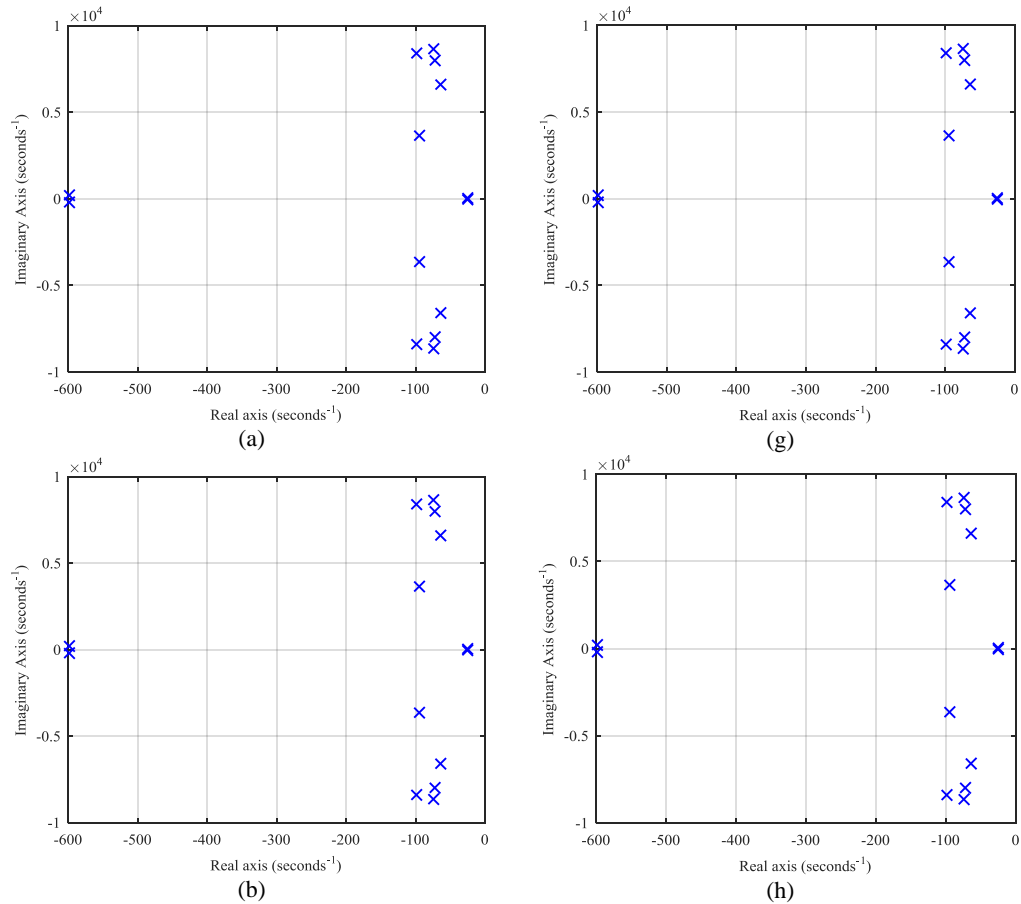 ×10⁴
1
0.5
0
-0.5
-1
Imaginary Axis (seconds⁻¹)
-600 -500 -400 -300 -200 -100 0
Real axis (seconds⁻¹)
(a)
×10⁴
1
0.5
0
-0.5
-1
Imaginary Axis (seconds⁻¹)
-600 -500 -400 -300 -200 -100 0
Real axis (seconds⁻¹)
(g)
×10⁴
1
0.5
0
-0.5
-1
Imaginary Axis (seconds⁻¹)
-600 -500 -400 -300 -200 -100 0
Real axis (seconds⁻¹)
(b)
×10⁴
1
0.5
0
-0.5
-1
Imaginary Axis (seconds⁻¹)
-600 -500 -400 -300 -200 -100 0
Real axis (seconds⁻¹)
(h)